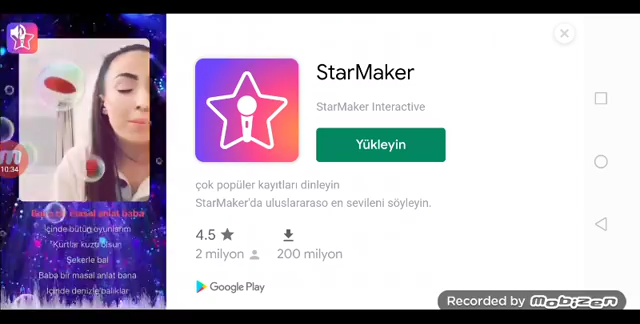 10:34
Bana bir masal anlat baba
İçinde bütün oyunlarım
Kurtlar kuzu olsun
Şekerle bal
Baba bir masal anlat bana
İçinde denizle balıklar
StarMaker
StarMaker Interactive
Yükleyin
çok popüler kayıtları dinleyin
StarMaker'da uluslararaso en sevileni söyleyin.
4.5
2 milyon
200 milyon
Google Play
Recorded by Mobizen